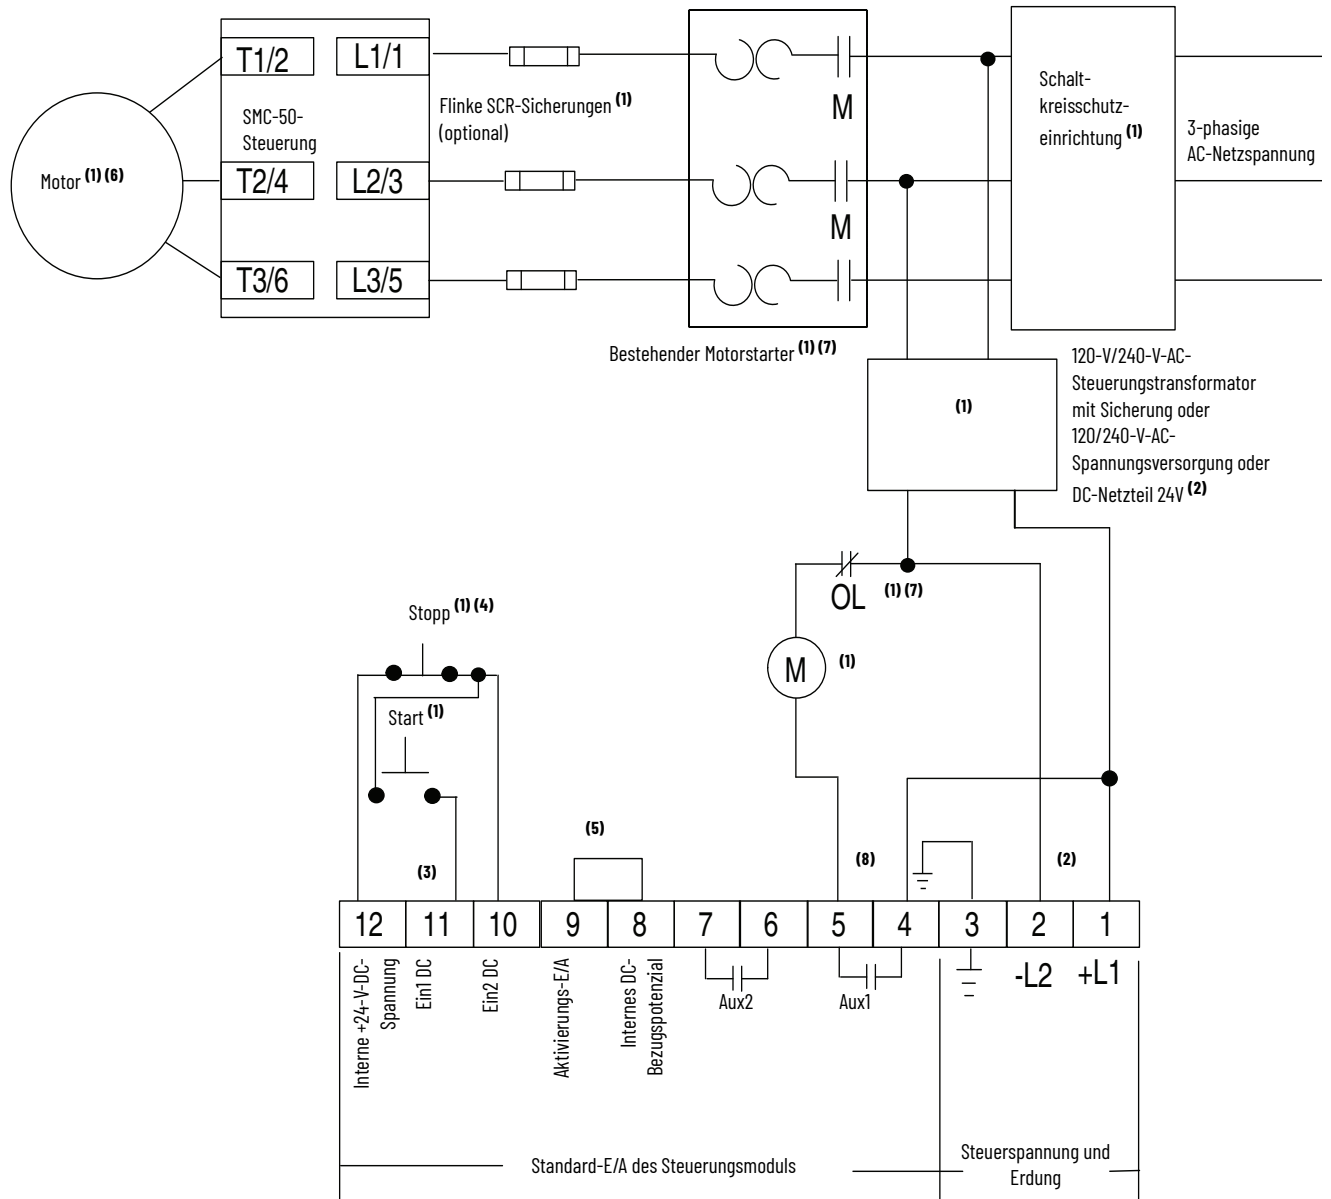 T1/2
L1/1
SMC-50-
Steuerung
T2/4
L2/3
T3/6
L3/5
Motor (1) (6)
Flinke SCR-Sicherungen (1)
(optional)
M
M
Schalt-
kreisschutz-
einrichtung (1)
3-phasige
AC-Netzspannung
Bestehender Motorstarter (1) (7)
(1)
120-V/240-V-AC-
Steuerungstransformator
mit Sicherung oder
120/240-V-AC-
Spannungsversorgung oder
DC-Netzteil 24V (2)
OL
(1) (7)
M
(1)
Stopp (1) (4)
Start (1)
(3)
(5)
(8)
(2)
12
11
10
9
8
7
6
5
4
3
2
1
Interne +24-V-DC-
Spannung
Ein1 DC
Ein2 DC
Aktivierungs-E/A
Internes DC-
Bezugspotenzial
Aux2
Aux1
-L2
+L1
Standard-E/A des Steuerungsmoduls
Steuerspannung und
Erdung